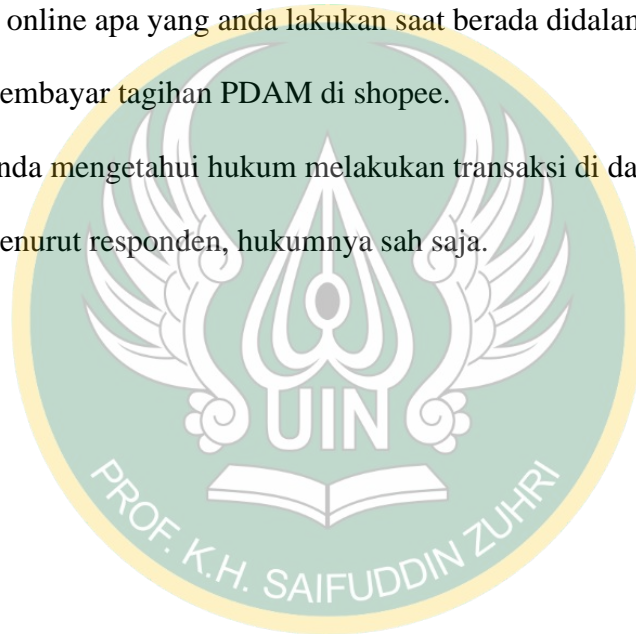 online apa yang anda lakukan saat berada didalam
embayar tagihan PDAM di shopee.
nda mengetahui hukum melakukan transaksi di da
enurut responden, hukumnya sah saja.
UIN
PROF. K.H. SAIFUDDIN ZUHRI